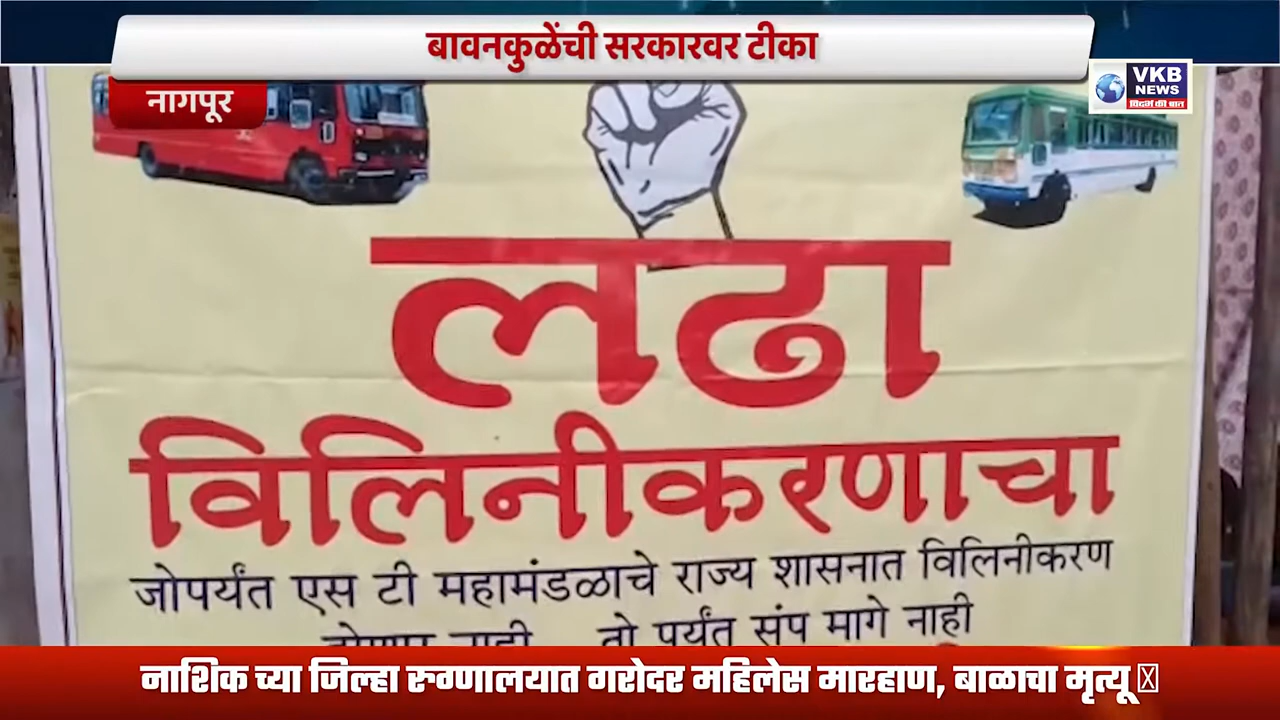 बावनकुळेंची सरकारवर टीका
नागपूर
VKB
NEWS
विदर्भ की बात
लढा
विलिनीकरणाचा
जोपर्यंत एस टी महामंडळाचे राज्य शासनात विलिनीकरण
नाही तो पर्यंत संप मागे नाही
नाशिक च्या जिल्हा रुग्णालयात गरोदर महिलेस मारहाण, बाळाचा मृत्यू